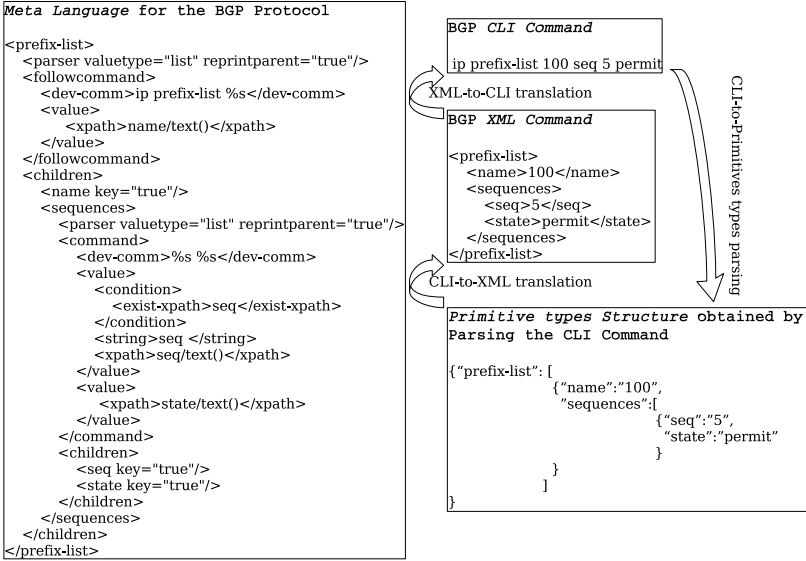 Meta Language for the BGP Protocol
<prefix-list>
<parser valuetype="list" reprintparent="true"/>
<followcommand>
<dev-comm>ip prefix-list %s</dev-comm>
<value>
<xpath>name/text()</xpath>
</value>
</followcommand>
<children>
<name key="true"/>
<sequences>
<parser valuetype="list" reprintparent="true"/>
<command>
<dev-comm>%s %s</dev-comm>
<value>
<condition>
<exist-xpath>seq</exist-xpath>
</condition>
<string>seq </string>
<xpath>seq/text()</xpath>
</value>
<value>
<xpath>state/text()</xpath>
</value>
</command>
<children>
<seq key="true"/>
<state key="true"/>
</children>
</sequences>
</children>
</prefix-list>
BGP CLI Command
ip prefix-list 100 seq 5 permit
XML-to-CLI translation
BGP XML Command
<prefix-list>
<name>100</name>
<sequences>
<seq>5</seq>
<state>permit</state>
</sequences>
</prefix-list>
CLI-to-XML translation
CLI-to-Primitives types parsing
Primitive types Structure obtained by
Parsing the CLI Command
{“prefix-list”: [
{“name”:”100”,
”sequences”:[
{“seq”:”5”,
“state”:”permit”
}
}
]
}